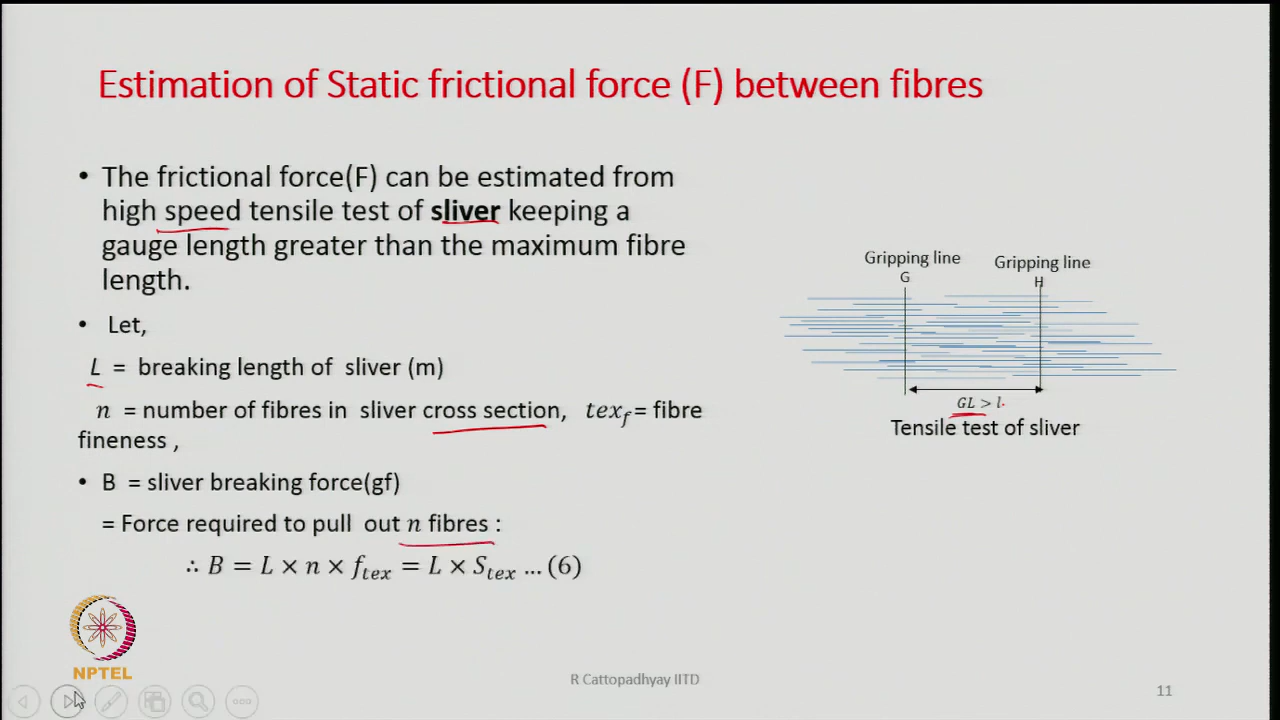 Estimation of Static frictional force (F) between fibres
• The frictional force(F) can be estimated from
high speed tensile test of sliver keeping a
gauge length greater than the maximum fibre
length.
• Let,
L = breaking length of sliver (m)
n = number of fibres in sliver cross section, tex_f = fibre
fineness ,
• B = sliver breaking force(gf)
= Force required to pull out n fibres :
∴ B = L × n × f_tex = L × S_tex … (6)
Gripping line
G
Gripping line
H
GL > l
Tensile test of sliver
NPTEL
R Cattopadhyay IITD
11